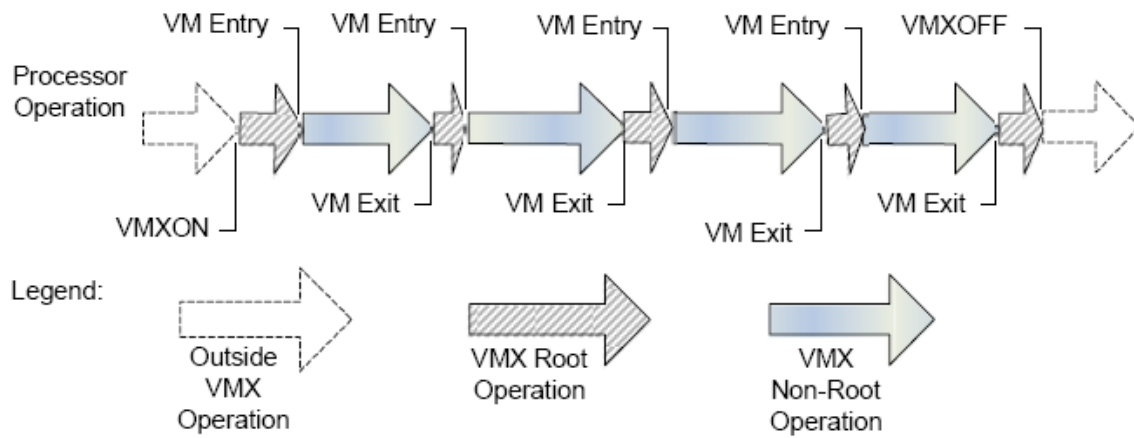 VM Entry
VM Entry
VM Entry
VM Entry
VMXOFF
Processor
Operation
VMXON
VM Exit
VM Exit
VM Exit
VM Exit
Legend:
Outside
VMX
Operation
VMX Root
Operation
VMX
Non-Root
Operation